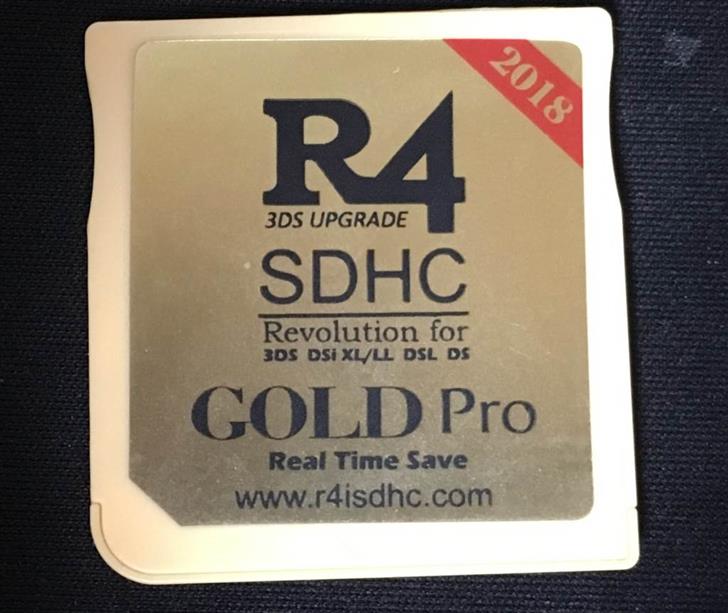 2018
R4
3DS UPGRADE
SDHC
Revolution for
3DS DSi XL/LL DSL DS
GOLD Pro
Real Time Save
www.r4isdhc.com